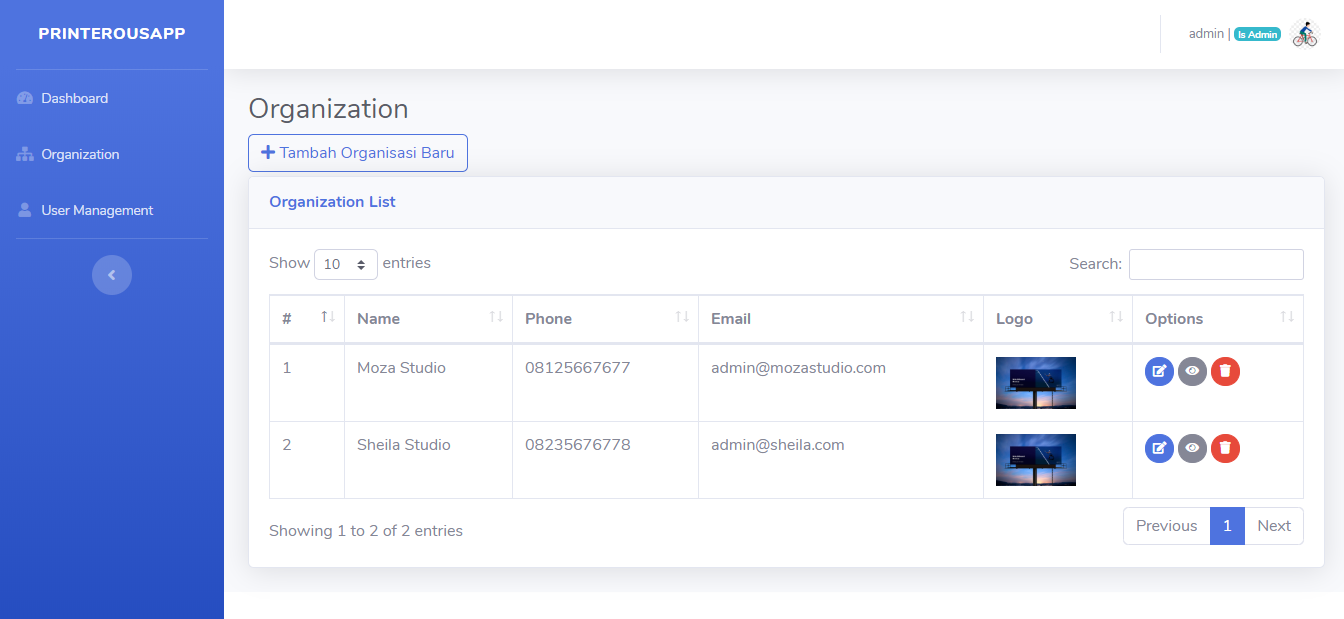 PRINTEROUSAPP
admin | Is Admin
Dashboard
Organization
User Management
Organization
Tambah Organisasi Baru
Organization List
Show 10 entries
Search:
# Name Phone Email Logo Options
1 Moza Studio 08125667677 admin@mozastudio.com
2 Sheila Studio 08235676778 admin@sheila.com
Showing 1 to 2 of 2 entries
Previous 1 Next